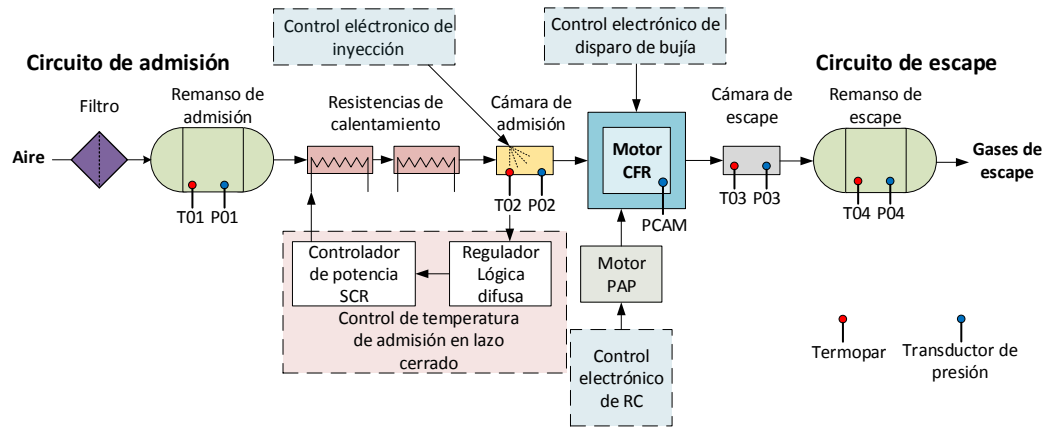 Control eléctronico de
inyección
Control electrónico
de disparo de bujía
Circuito de admisión
Circuito de escape
Filtro
Remanso de
admisión
Resistencias de
calentamiento
Cámara de
admisión
Cámara de
escape
Remanso de
escape
Aire
Motor
CFR
Gases de
escape
T01 P01
T02 P02
PCAM
T03 P03
T04 P04
Controlador
de potencia
SCR
Regulador
Lógica
difusa
Control de temperatura
de admisión en lazo
cerrado
Motor
PAP
Control
electrónico
de RC
Termopar
Transductor de
presión